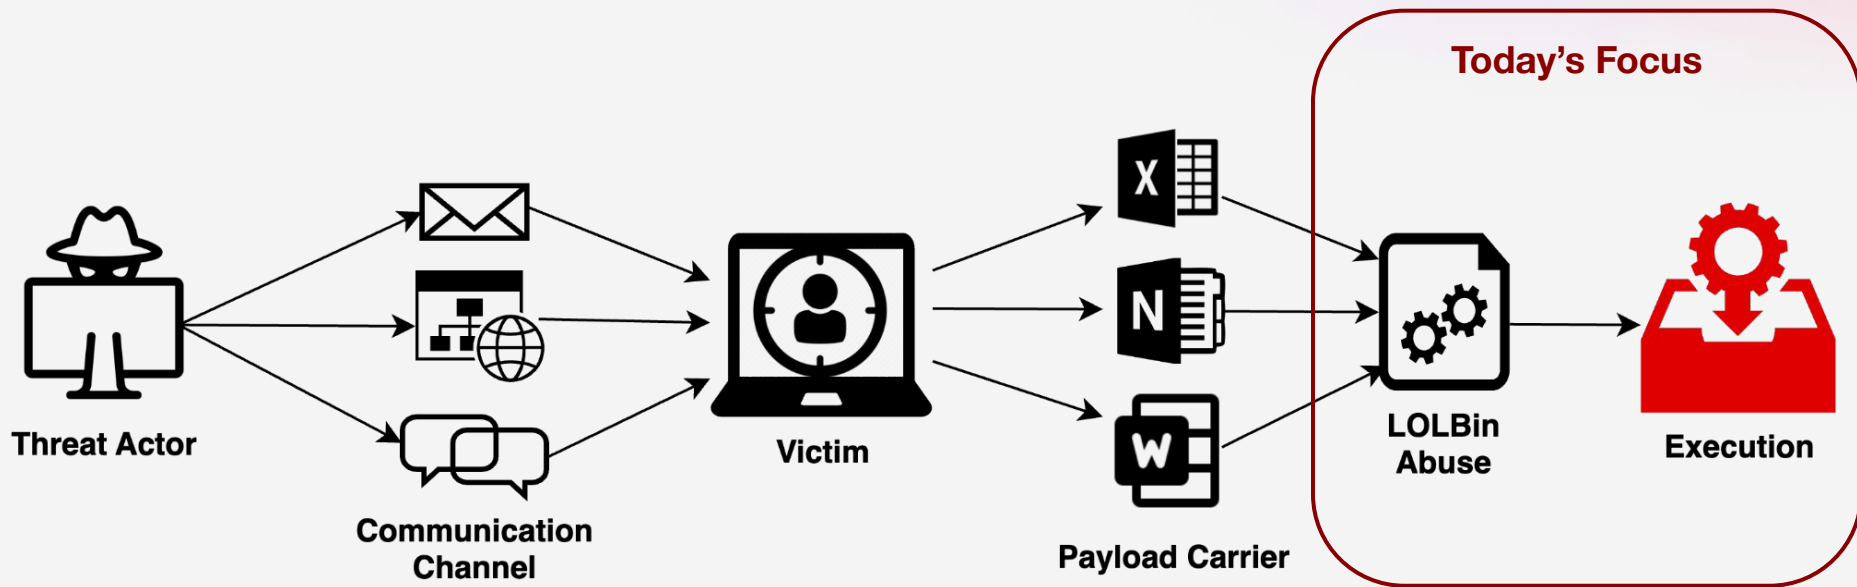 Today's Focus
X
N
W
Threat Actor
Communication
Channel
Victim
Payload Carrier
LOLBin
Abuse
Execution